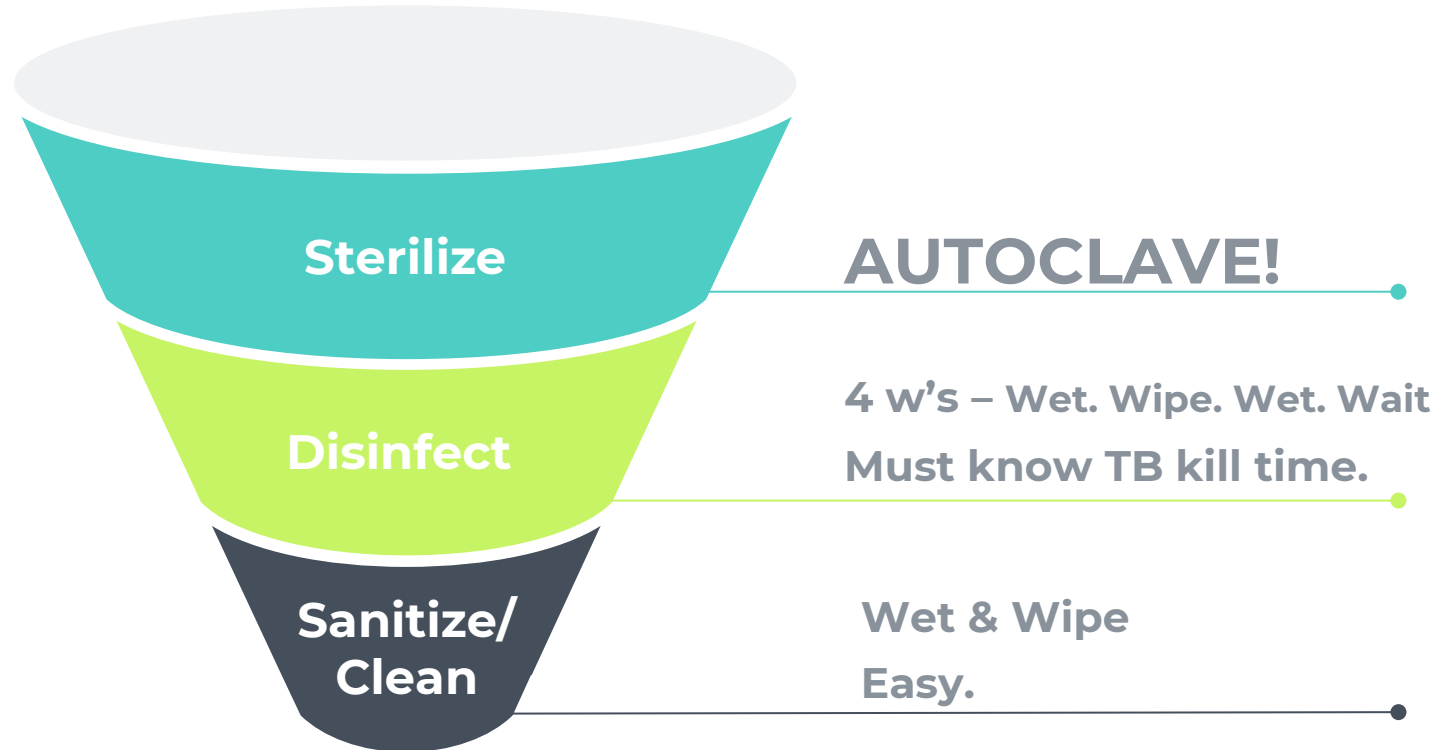 Sterilize
AUTOCLAVE!
4 w’s – Wet. Wipe. Wet. Wait
Disinfect
Must know TB kill time.
Sanitize/
Clean
Wet & Wipe
Easy.